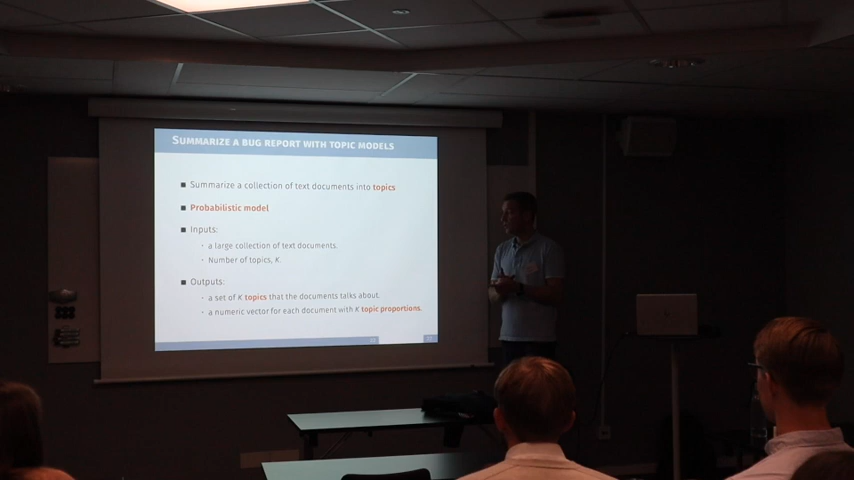 SUMMARIZE A BUG REPORT WITH TOPIC MODELS
■ Summarize a collection of text documents into topics
■ Probabilistic model
■ Inputs:
· a large collection of text documents.
· Number of topics, K.
■ Outputs:
· a set of K topics that the documents talks about.
· a numeric vector for each document with K topic proportions.